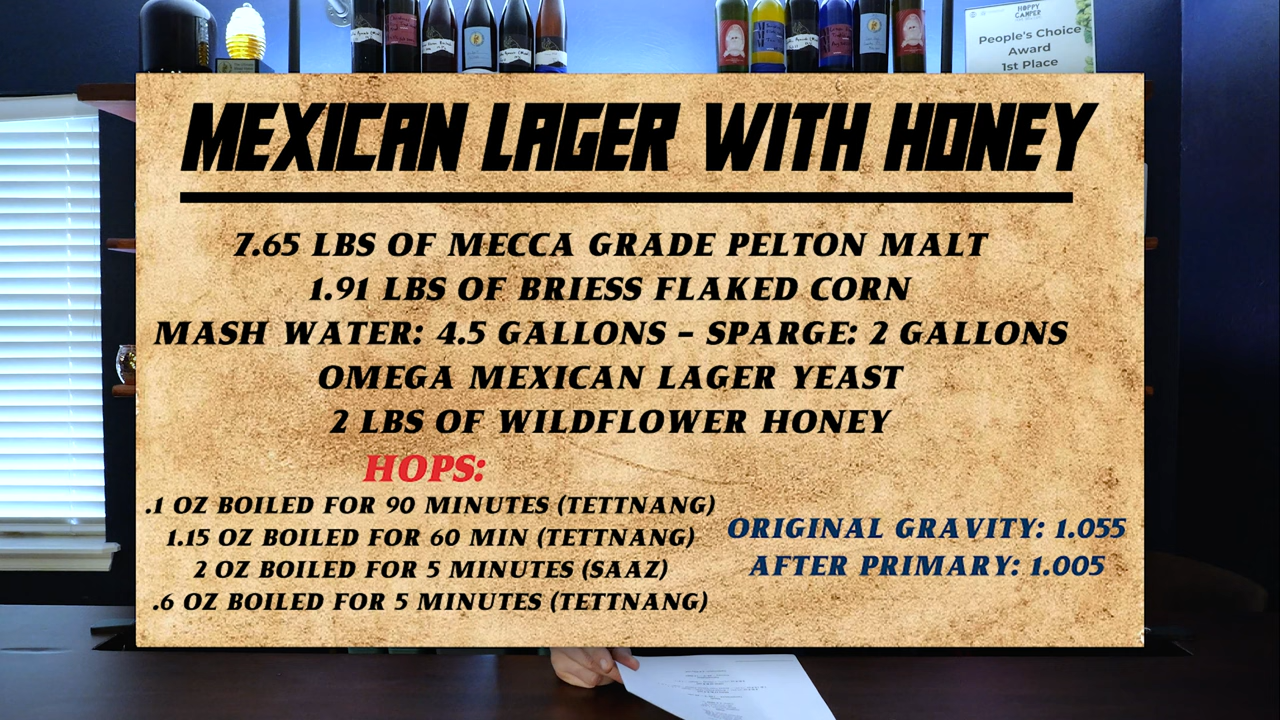 HOPPY
CAMPER
People's Choice
Award
1st Place
MEXICAN LAGER WITH HONEY
7.65 LBS OF MECCA GRADE PELTON MALT
1.91 LBS OF BRIESS FLAKED CORN
MASH WATER: 4.5 GALLONS – SPARGE: 2 GALLONS
OMEGA MEXICAN LAGER YEAST
2 LBS OF WILDFLOWER HONEY
HOPS:
.1 OZ BOILED FOR 90 MINUTES (TETTNANG)
1.15 OZ BOILED FOR 60 MIN (TETTNANG)
2 OZ BOILED FOR 5 MINUTES (SAAZ)
.6 OZ BOILED FOR 5 MINUTES (TETTNANG)
ORIGINAL GRAVITY: 1.055
AFTER PRIMARY: 1.005